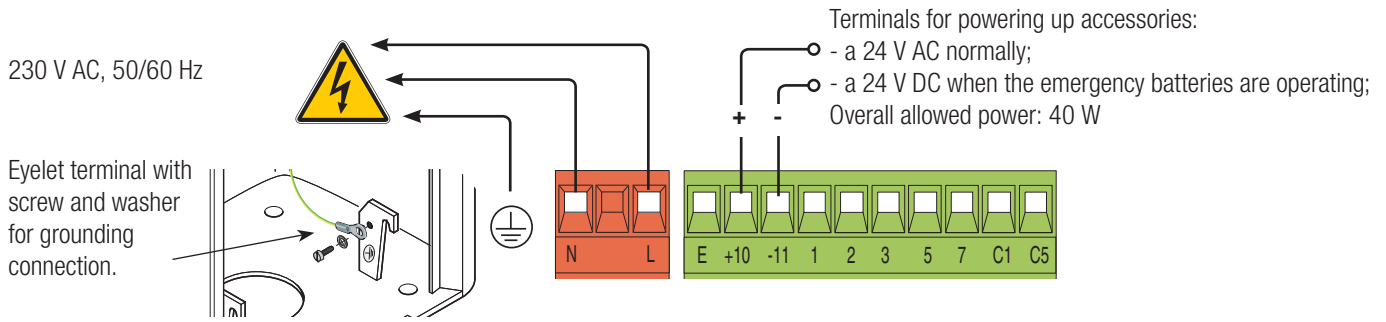 230 V AC, 50/60 Hz
Terminals for powering up accessories:
- a 24 V AC normally;
- a 24 V DC when the emergency batteries are operating;
Overall allowed power: 40 W
+ -
Eyelet terminal with
screw and washer
for grounding
connection.
N L E +10 -11 1 2 3 5 7 C1 C5